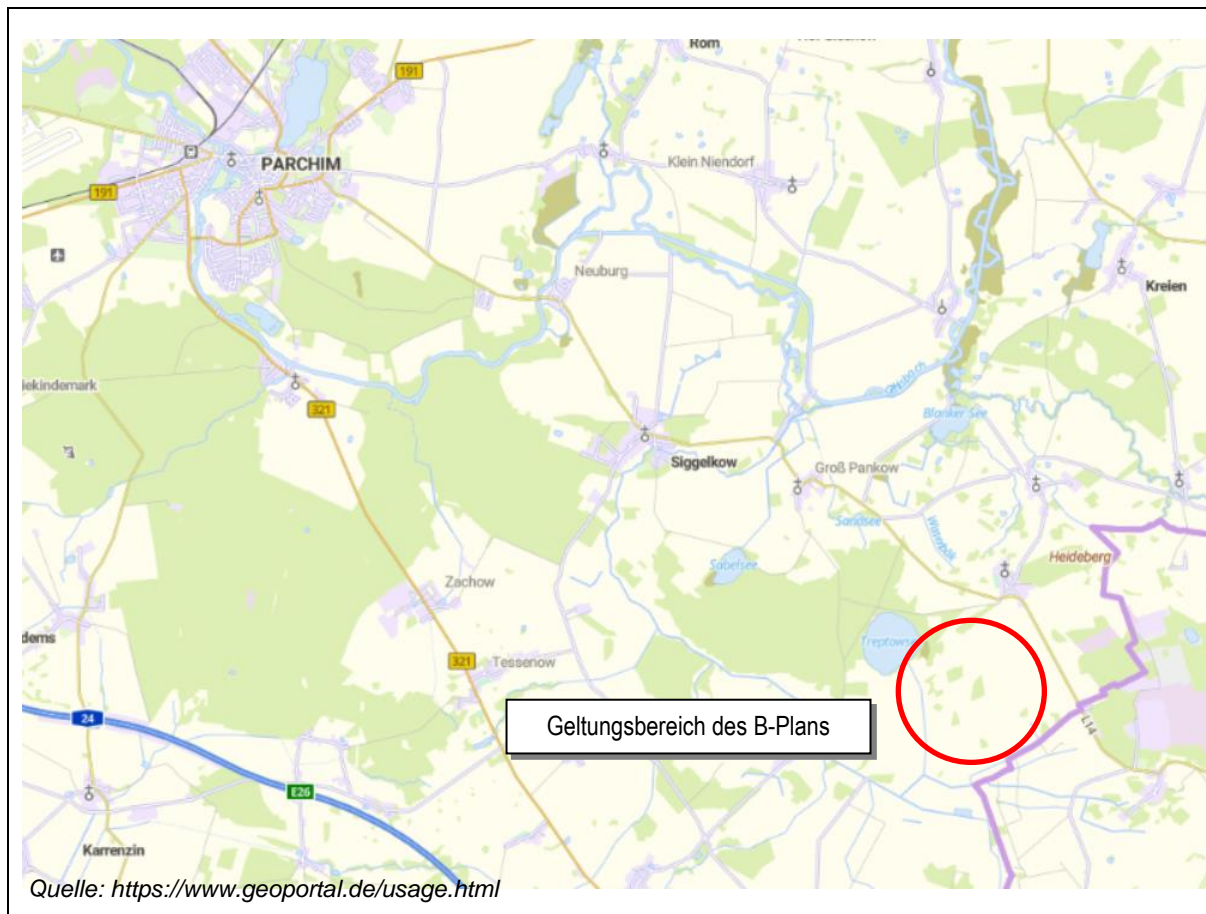 Rom
191
PARCHIM
Klein Niendorf
191
Neuburg
Kreien
321
Blanker See
Siggelkow
Groß Pankow
Sandsee
Heideberg
Sabelsee
Zachow
Treptowsee
Tessenow
321
Geltungsbereich des B-Plans
24
L14
E26
Karrenzin
Quelle: https://www.geoportal.de/usage.html